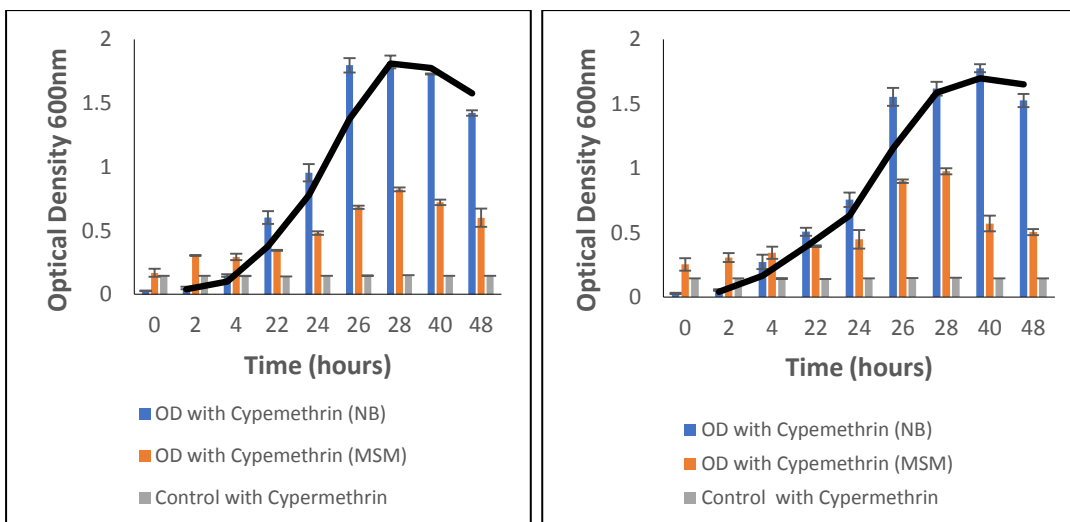 2
1.5
1
0.5
0
Optical Density 600nm
0 2 4 22 24 26 28 40 48
Time (hours)
OD with Cypemethrin (NB)
OD with Cypemethrin (MSM)
Control with Cypermethrin
2
1.5
1
0.5
0
Optical Density 600nm
0 2 4 22 24 26 28 40 48
Time (hours)
OD with Cypemethrin (NB)
OD with Cypemethrin (MSM)
Control with Cypermethrin